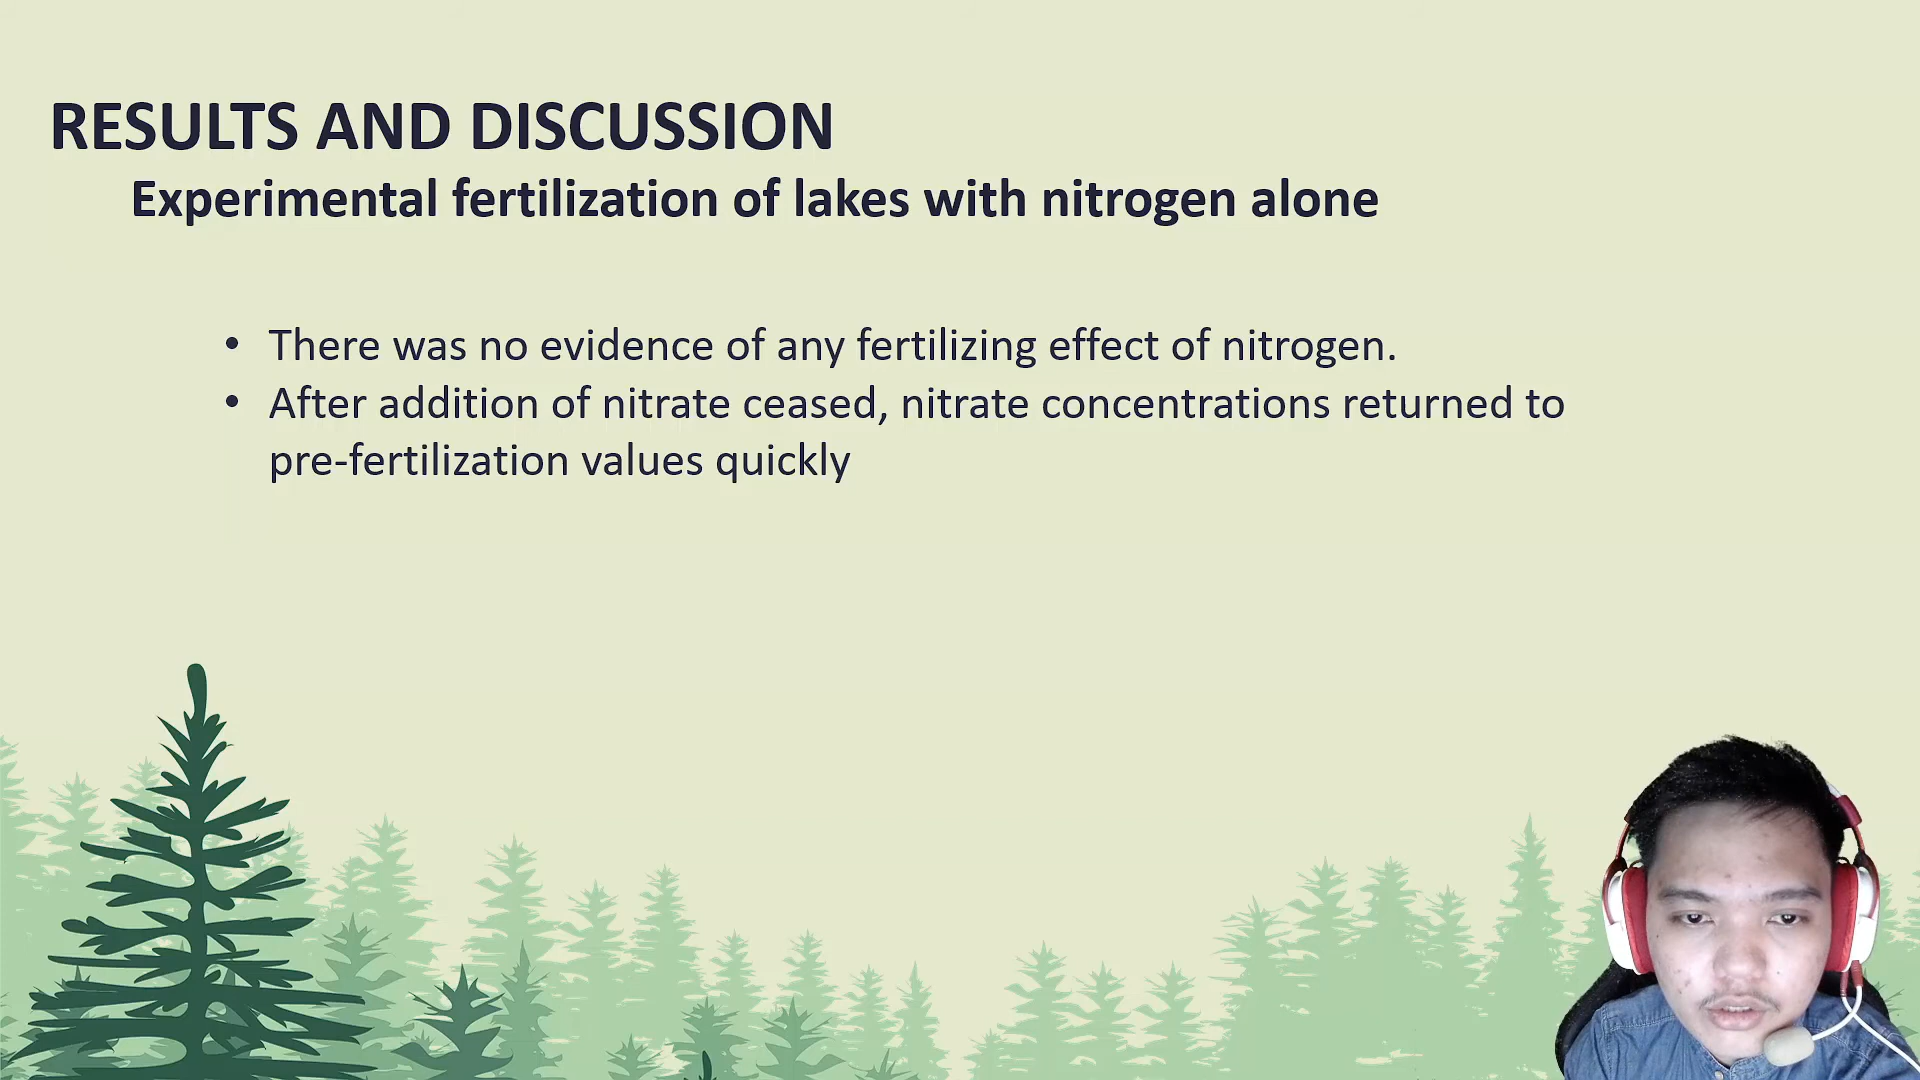 RESULTS AND DISCUSSION
Experimental fertilization of lakes with nitrogen alone
• There was no evidence of any fertilizing effect of nitrogen.
• After addition of nitrate ceased, nitrate concentrations returned to
pre-fertilization values quickly